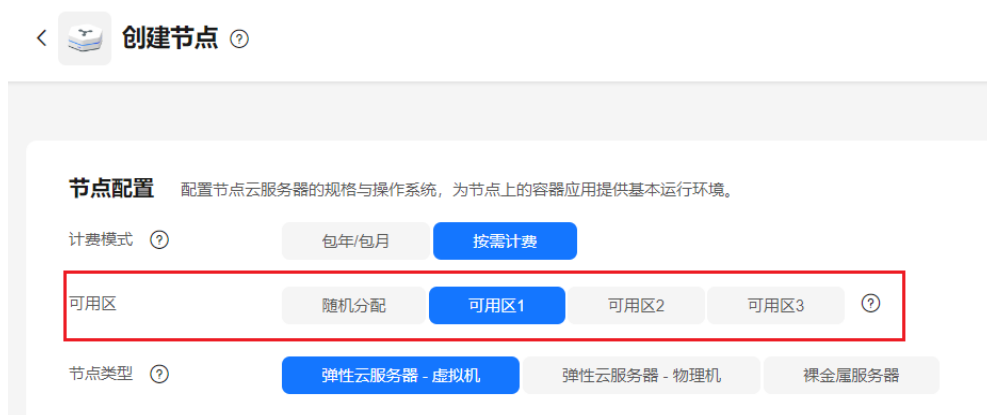 创建节点
节点配置 配置节点云服务器的规格与操作系统，为节点上的容器应用提供基本运行环境。
计费模式 包年/包月 按需计费
可用区 随机分配 可用区1 可用区2 可用区3
节点类型 弹性云服务器 - 虚拟机 弹性云服务器 - 物理机 裸金属服务器